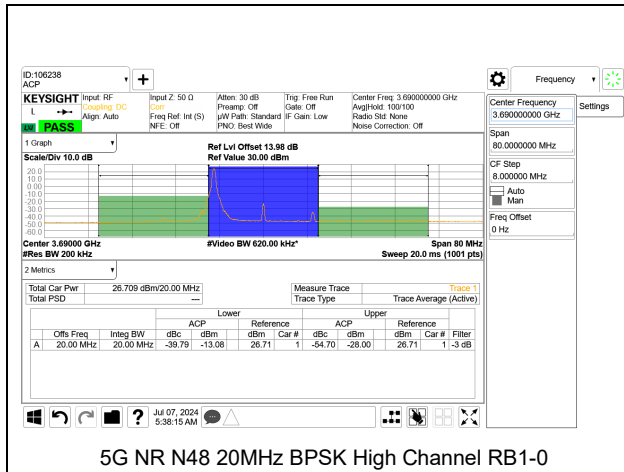 ID:106238
ACP
Frequency
KEYSIGHT
L
PASS
Input: RF
Coupling: DC
Align: Auto
Input Z: 50 Ω
Corr
Freq Ref: Int (S)
NFE: Off
Atten: 30 dB
Preamp: Off
µW Path: Standard
PNO: Best Wide
Trig: Free Run
Gate: Off
IF Gain: Low
Center Freq: 3.690000000 GHz
Avg|Hold: 100/100
Radio Std: None
Noise Correction: Off
Center Frequency
3.690000000 GHz
Settings
Span
80.0000000 MHz
CF Step
8.000000 MHz
Auto
Man
Freq Offset
0 Hz
1 Graph
Scale/Div 10.0 dB
Ref Lvl Offset 13.98 dB
Ref Value 30.00 dBm
20.0
10.0
0.00
-10.0
-20.0
-30.0
-40.0
-50.0
-60.0
Center 3.69000 GHz
#Video BW 620.00 kHz*
Span 80 MHz
#Res BW 200 kHz
Sweep 20.0 ms (1001 pts)
2 Metrics
Total Car Pwr 26.709 dBm/20.00 MHz
Total PSD ---
Measure Trace Trace 1
Trace Type Trace Average (Active)
Lower Upper
ACP Reference ACP Reference
Offs Freq Integ BW dBc dBm dBm Car # dBc dBm dBm Car # Filter
A 20.00 MHz 20.00 MHz -39.79 -13.08 26.71 1 -54.70 -28.00 26.71 1 -3 dB
Jul 07, 2024
5:38:15 AM
5G NR N48 20MHz BPSK High Channel RB1-0